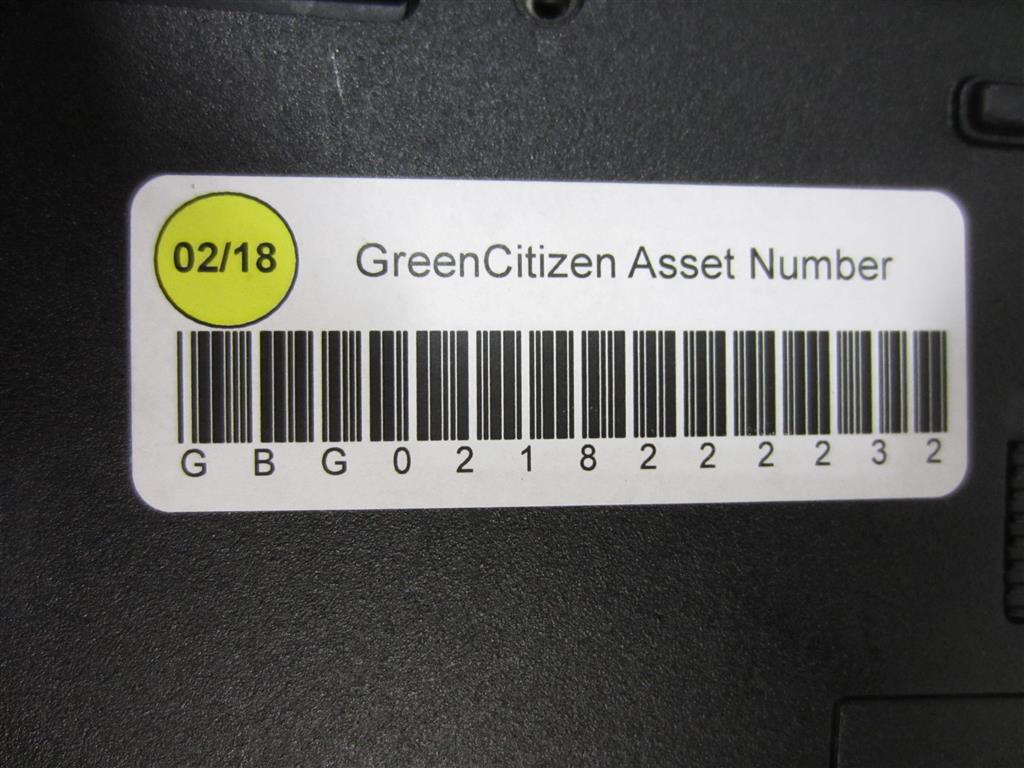 02/18
GreenCitizen Asset Number
G B G 0 2 1 8 2 2 2 2 3 2